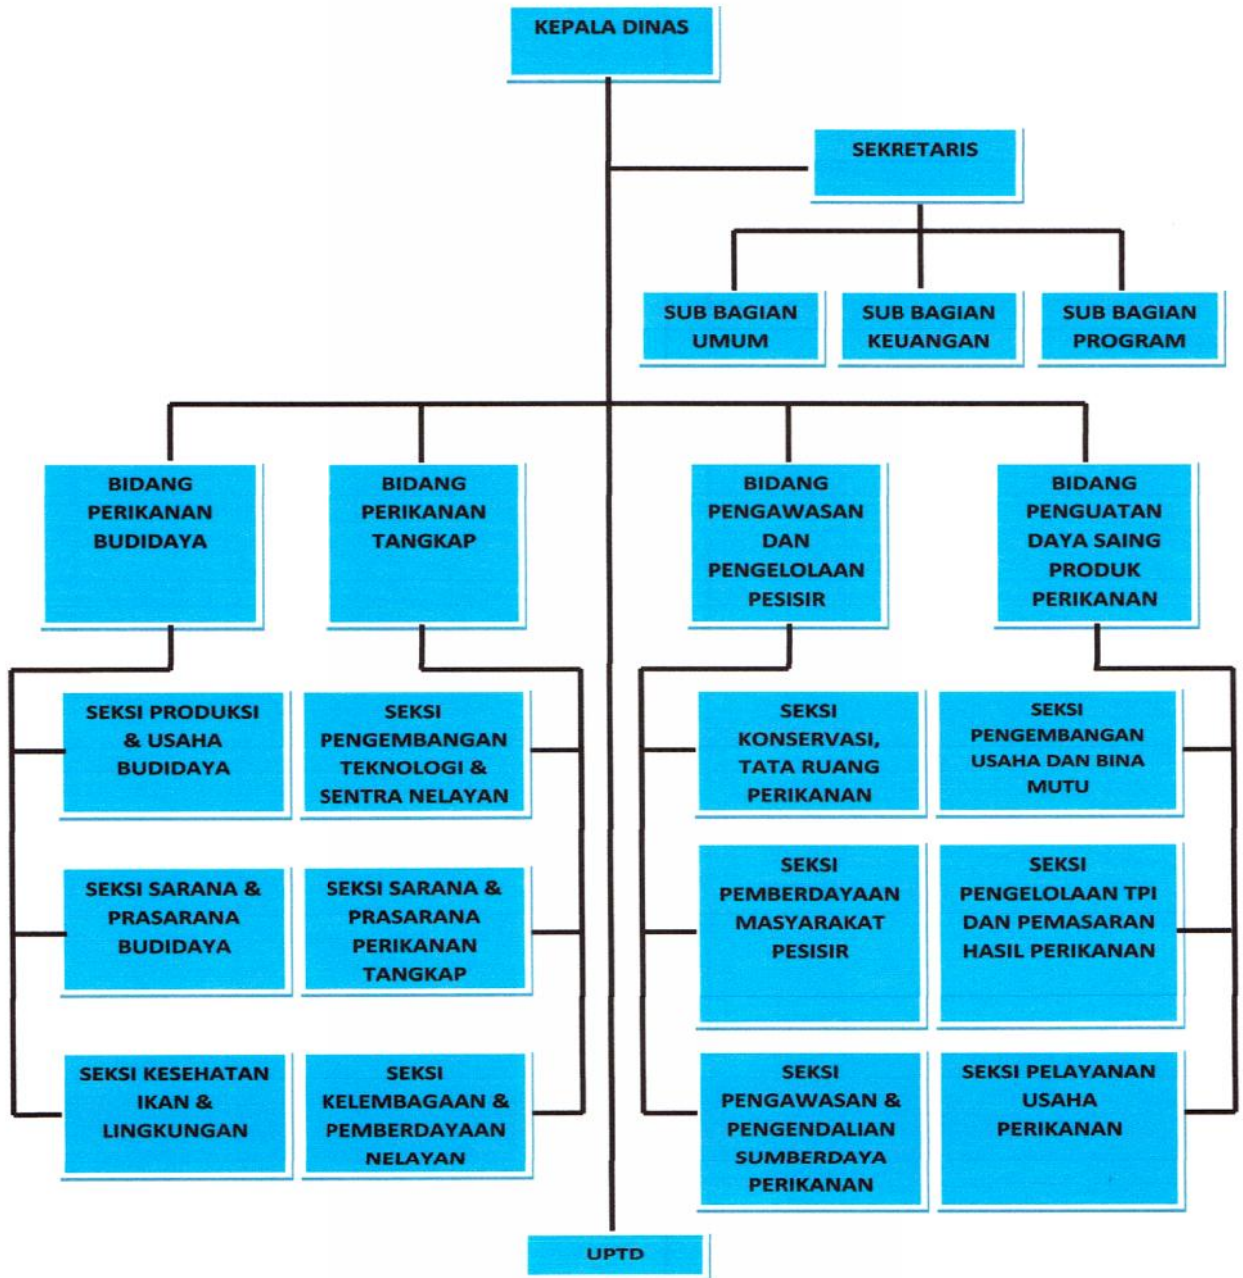 KEPALA DINAS
SEKRETARIS
SUB BAGIAN
UMUM
SUB BAGIAN
KEUANGAN
SUB BAGIAN
PROGRAM
BIDANG
PERIKANAN
BUDIDAYA
BIDANG
PERIKANAN
TANGKAP
BIDANG
PENGAWASAN
DAN
PENGELOLAAN
PESISIR
BIDANG
PENGUATAN
DAYA SAING
PRODUK
PERIKANAN
SEKSI PRODUKSI
& USAHA
BUDIDAYA
SEKSI
PENGEMBANGAN
TEKNOLOGI &
SENTRA NELAYAN
SEKSI
KONSERVASI,
TATA RUANG
PERIKANAN
SEKSI
PENGEMBANGAN
USAHA DAN BINA
MUTU
SEKSI SARANA &
PRASARANA
BUDIDAYA
SEKSI SARANA &
PRASARANA
PERIKANAN
TANGKAP
SEKSI
PEMBERDAYAAN
MASYARAKAT
PESISIR
SEKSI
PENGELOLAAN TPI
DAN PEMASARAN
HASIL PERIKANAN
SEKSI KESEHATAN
IKAN &
LINGKUNGAN
SEKSI
KELEMBAGAAN &
PEMBERDAYAAN
NELAYAN
SEKSI
PENGAWASAN &
PENGENDALIAN
SUMBERDAYA
PERIKANAN
SEKSI PELAYANAN
USAHA
PERIKANAN
UPTD